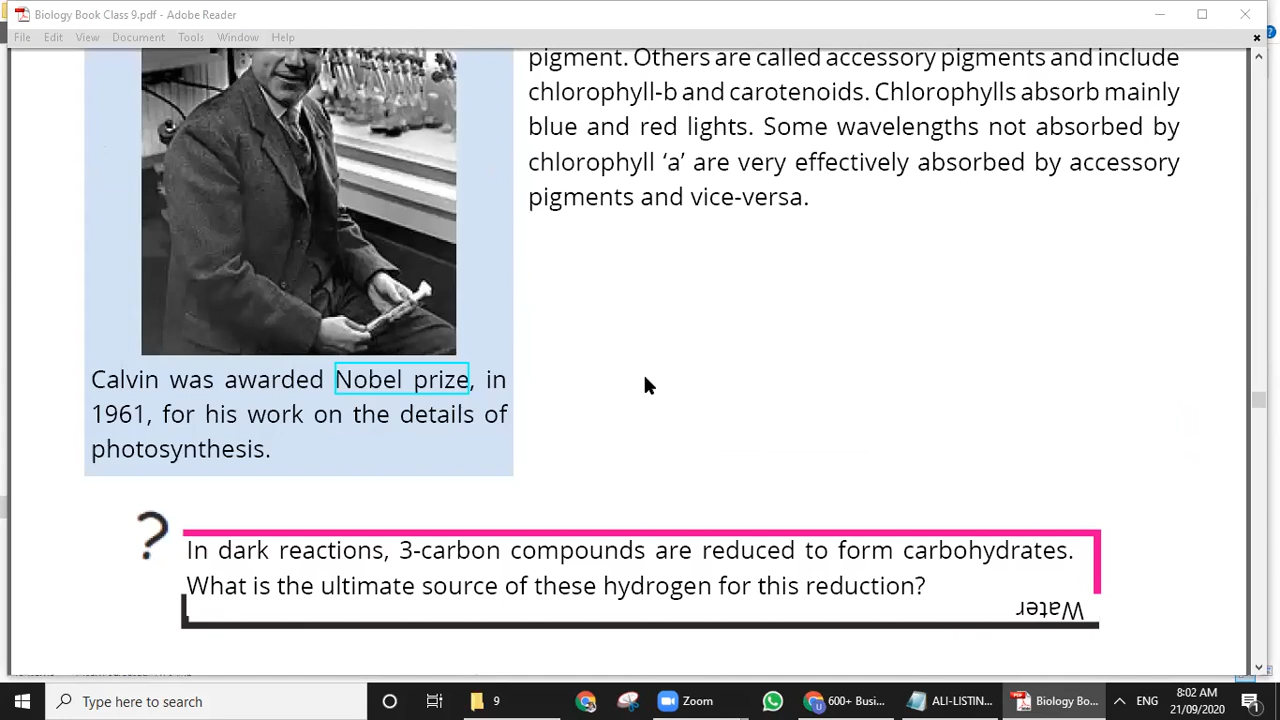 Biology Book Class 9.pdf - Adobe Reader
File Edit View Document Tools Window Help
pigment. Others are called accessory pigments and include
chlorophyll-b and carotenoids. Chlorophylls absorb mainly
blue and red lights. Some wavelengths not absorbed by
chlorophyll ‘a’ are very effectively absorbed by accessory
pigments and vice-versa.
Calvin was awarded Nobel prize, in
1961, for his work on the details of
photosynthesis.
?
In dark reactions, 3-carbon compounds are reduced to form carbohydrates.
What is the ultimate source of these hydrogen for this reduction?
Water
Type here to search
9
Zoom
600+ Busi...
ALI-LISTIN...
Biology Bo...
ENG
8:02 AM
21/09/2020
1